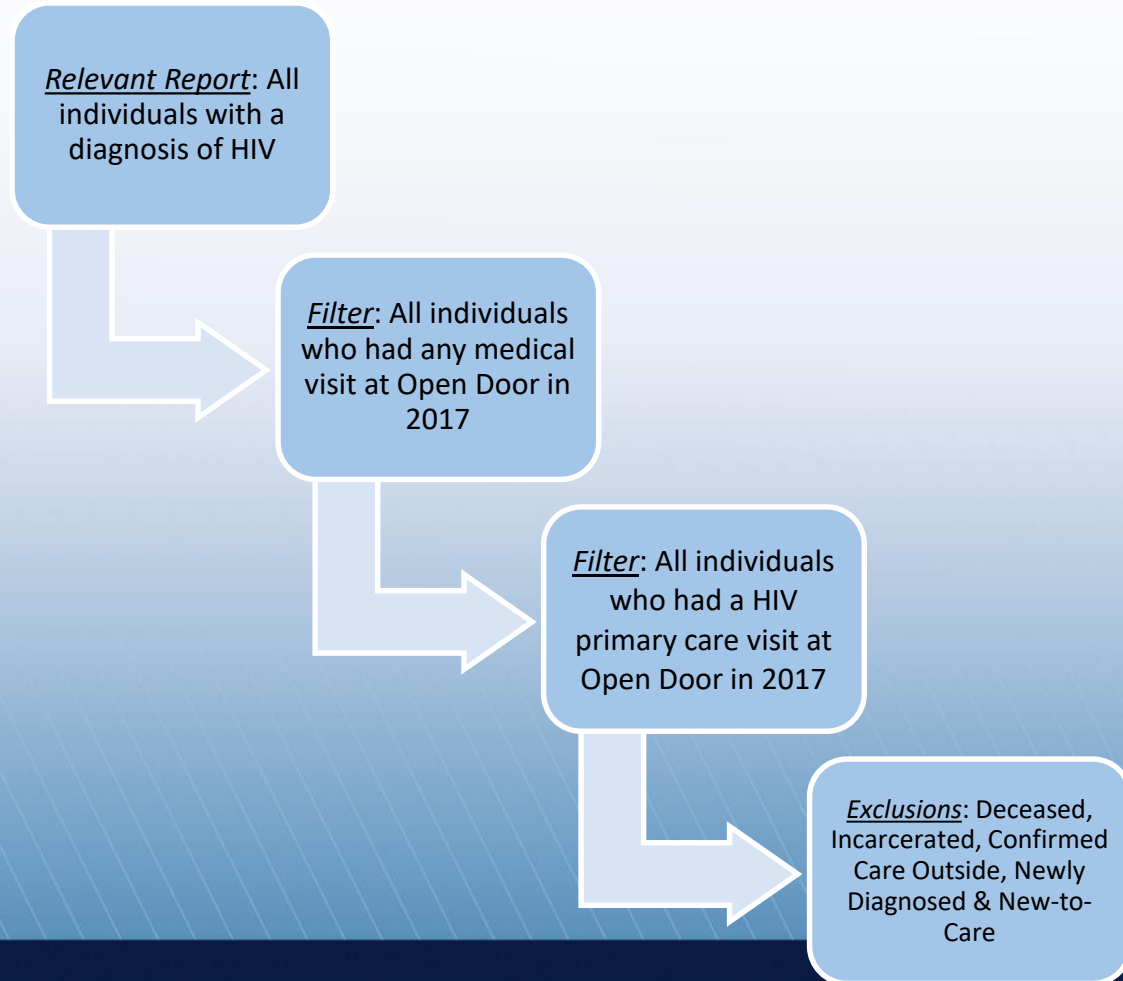 Relevant Report: All
individuals with a
diagnosis of HIV
Filter: All individuals
who had any medical
visit at Open Door in
2017
Filter: All individuals
who had a HIV
primary care visit at
Open Door in 2017
Exclusions: Deceased,
Incarcerated, Confirmed
Care Outside, Newly
Diagnosed & New-to-
Care